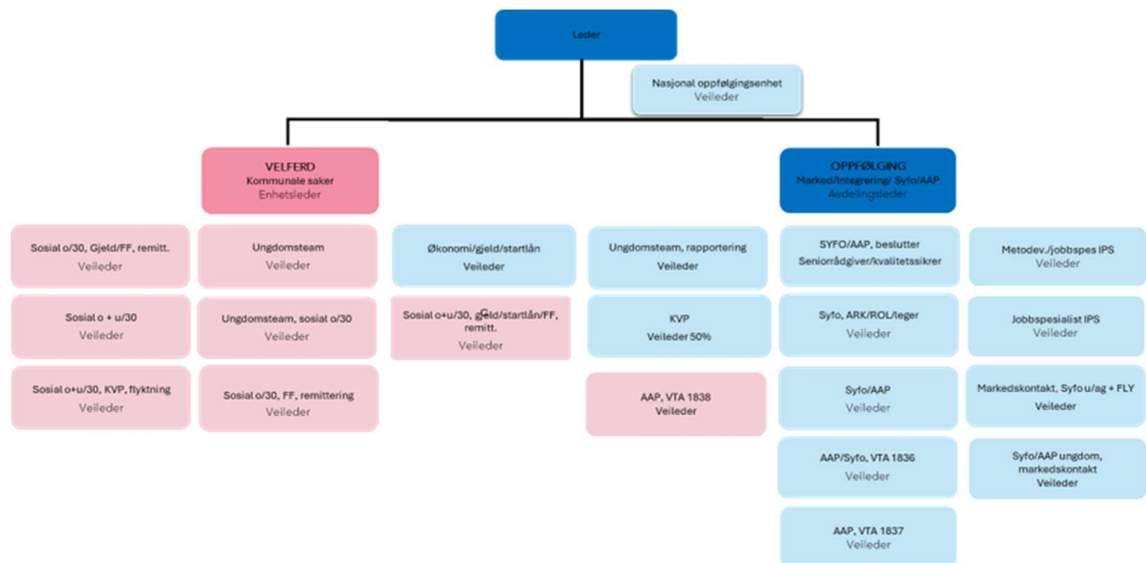 Leder
Nasjonal oppfølgingsenhet
Veileder
VELFERD
Kommunale saker
Enhetsleder
OPPFØLGING
Marked/Integrering/ Syfo/AAP
Avdelingsleder
Sosial o/30, Gjeld/FF, remitt.
Veileder
Ungdomsteam
Veileder
Økonomi/gjeld/startlån
Veileder
Ungdomsteam, rapportering
Veileder
SYFO/AAP, beslutter
Seniorrådgiver/kvalitetssikrer
Metodev./jobbspes IPS
Veileder
Sosial o + u/30
Veileder
Ungdomsteam, sosial o/30
Veileder
Sosial o+u/30, gjeld/startlån/FF,
remitt.
Veileder
KVP
Veileder 50%
Syfo, ARK/ROL/leger
Veileder
Jobbspesialist IPS
Veileder
Sosial o+u/30, KVP, flyktning
Veileder
Sosial o/30, FF, remittering
Veileder
AAP, VTA 1838
Veileder
Syfo/AAP
Veileder
Markedskontakt, Syfo u/ag + FLY
Veileder
AAP/Syfo, VTA 1836
Veileder
Syfo/AAP ungdom,
markedskontakt
Veileder
AAP, VTA 1837
Veileder